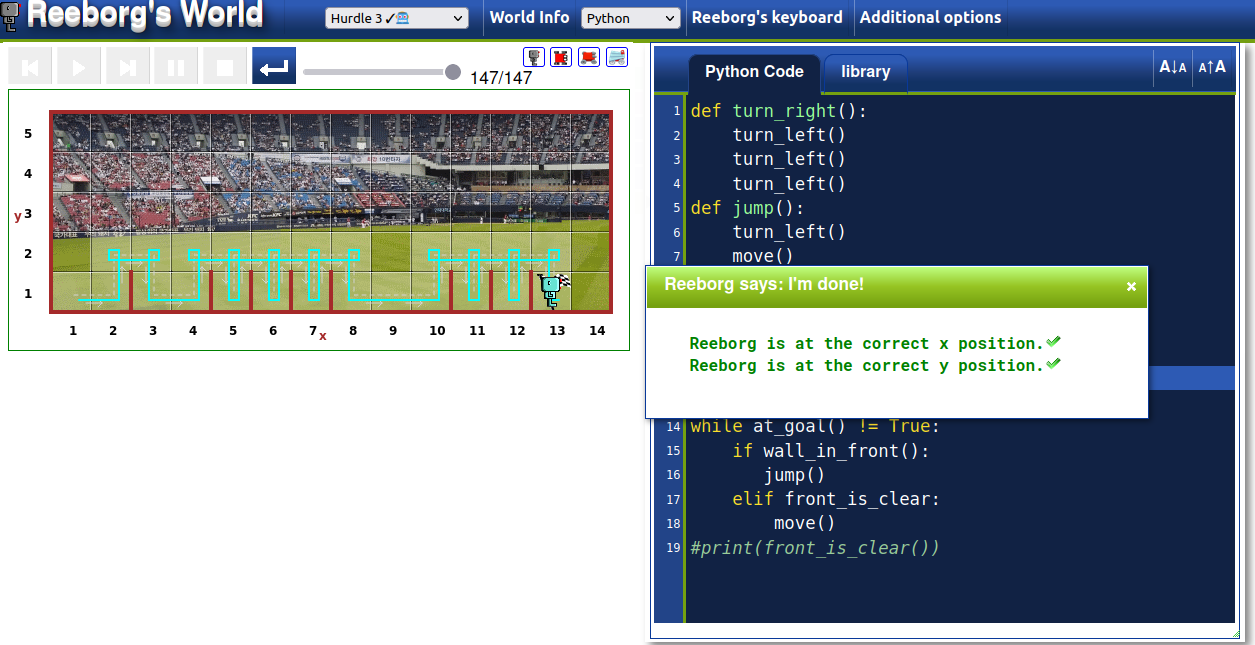 Reeborg's World
Hurdle 3 ✓
World Info
Python
Reeborg's keyboard
Additional options
147/147
Python Code
library
A↓A
A↑A
5
4
y 3
2
1
1 2 3 4 5 6 7 x 8 9 10 11 12 13 14
1 def turn_right():
2 turn_left()
3 turn_left()
4 turn_left()
5 def jump():
6 turn_left()
7 move()
Reeborg says: I'm done!
×
Reeborg is at the correct x position.✓
Reeborg is at the correct y position.✓
14 while at_goal() != True:
15 if wall_in_front():
16 jump()
17 elif front_is_clear:
18 move()
19 #print(front_is_clear())